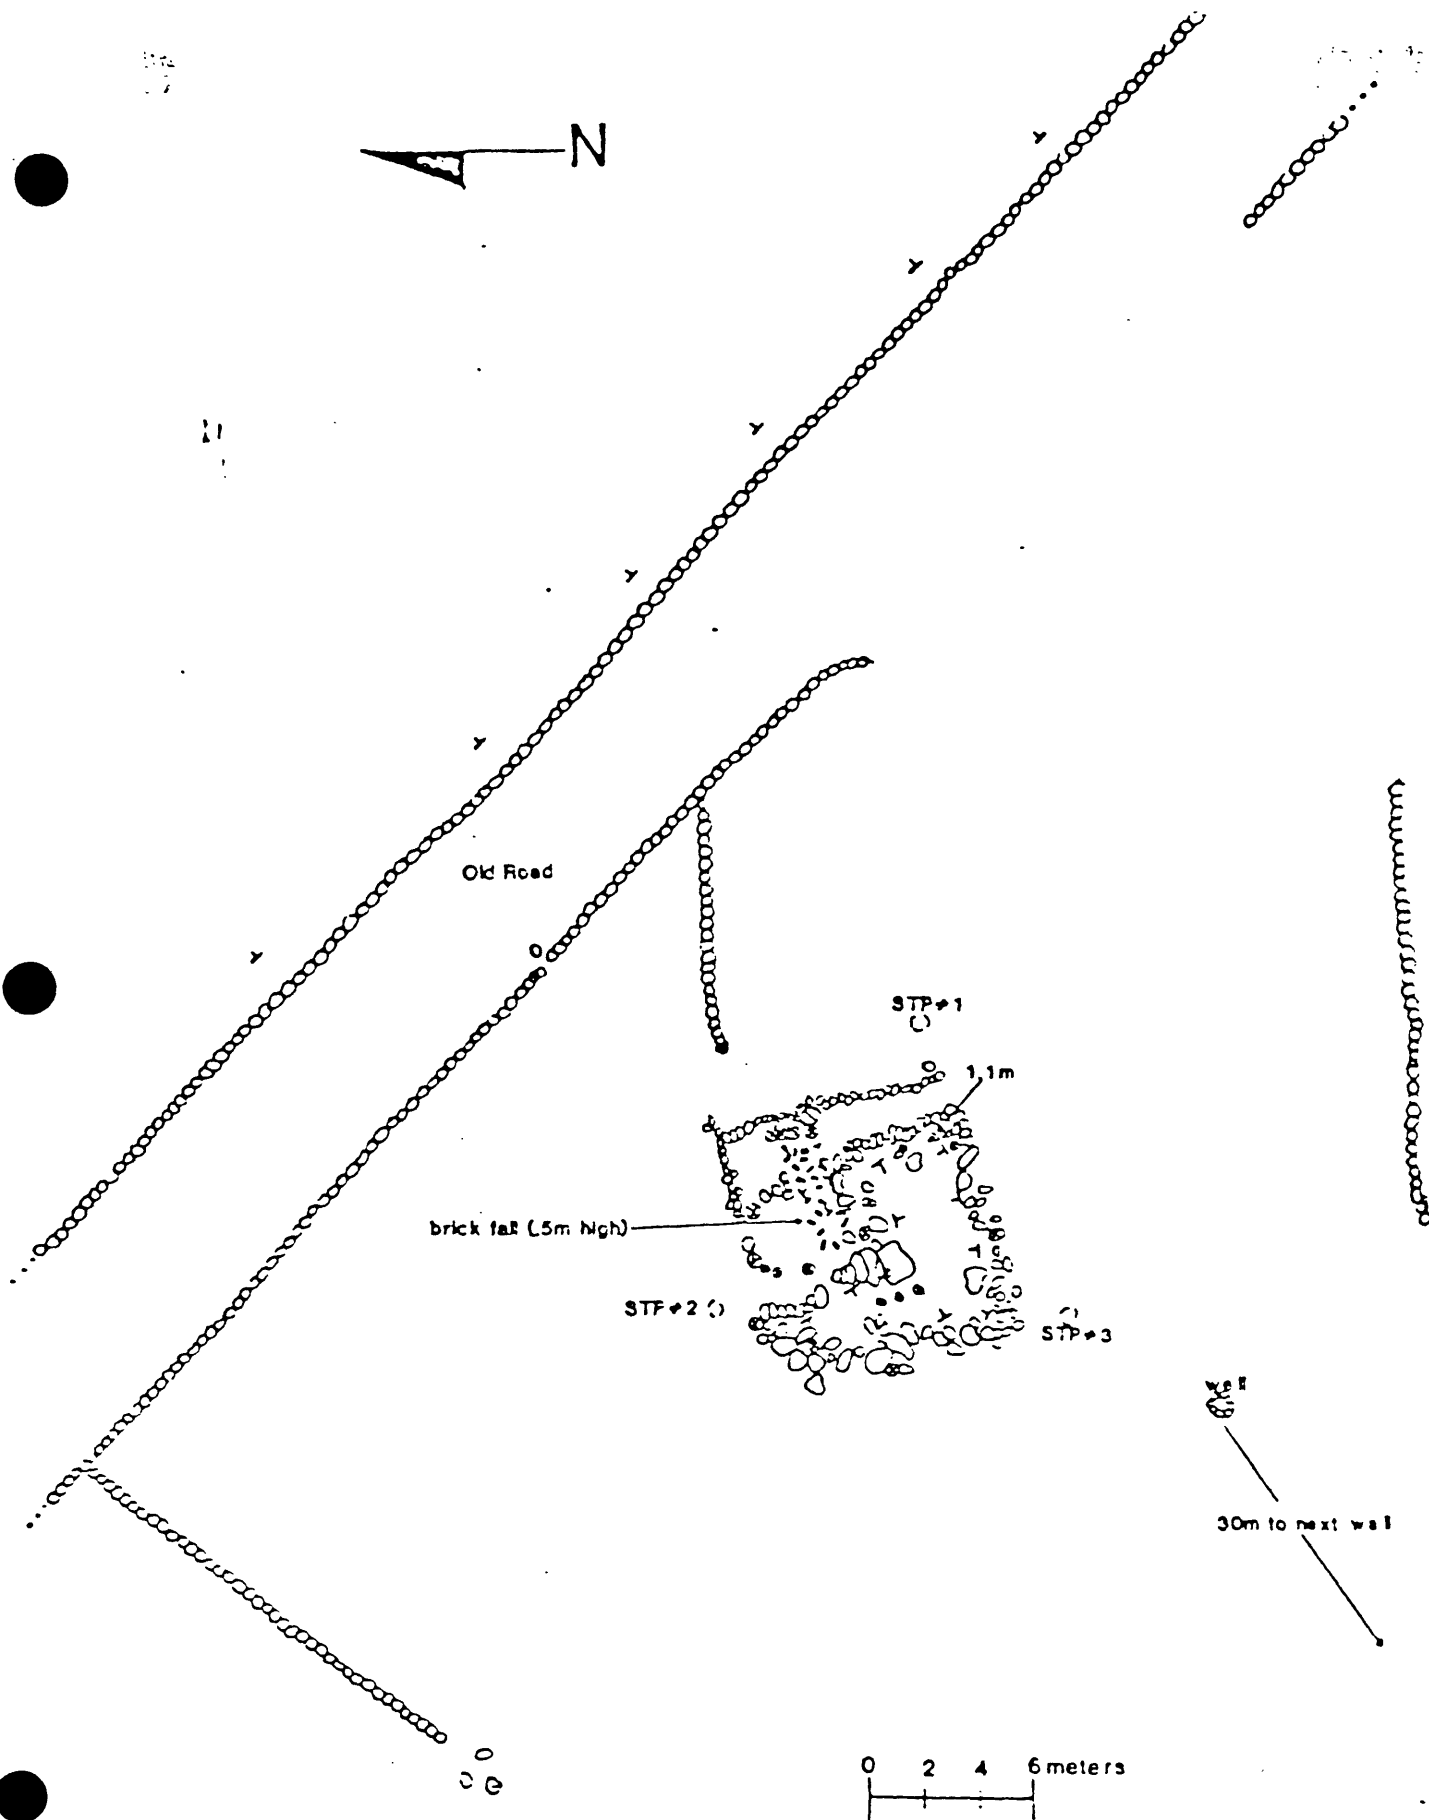 N
Old Road
STP#1
1.1m
brick fall (.5m high)
STP#2
STP#3
wall
30m to next wall
0 2 4 6 meters